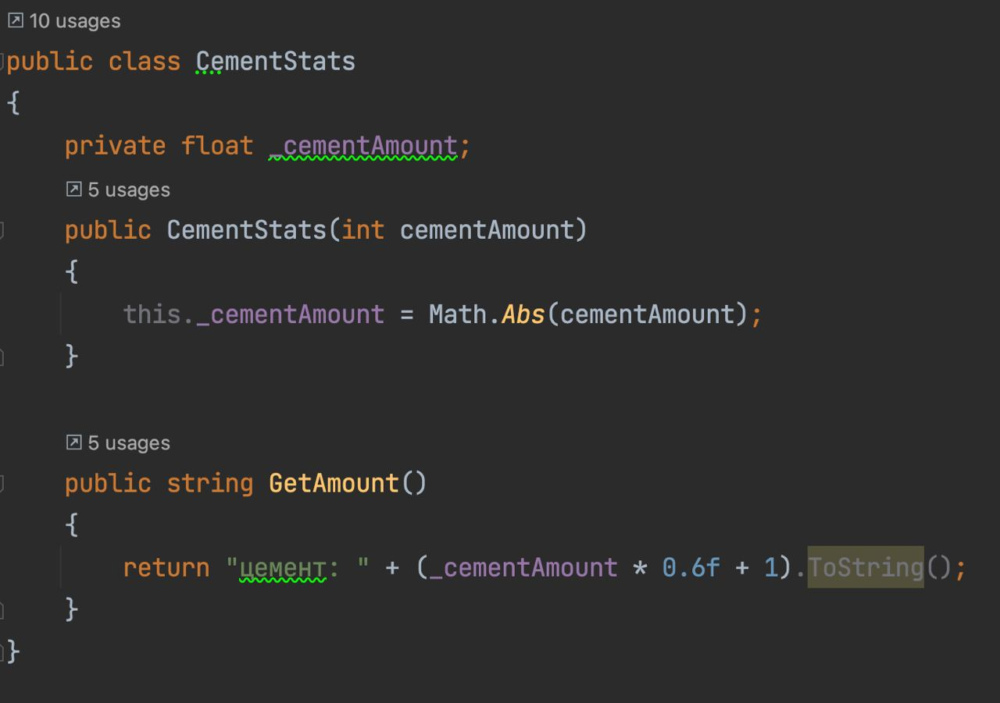 10 usages
public class CementStats
{
private float _cementAmount;
5 usages
public CementStats(int cementAmount)
{
this._cementAmount = Math.Abs(cementAmount);
}
5 usages
public string GetAmount()
{
return "цемент: " + (_cementAmount * 0.6f + 1).ToString();
}
}